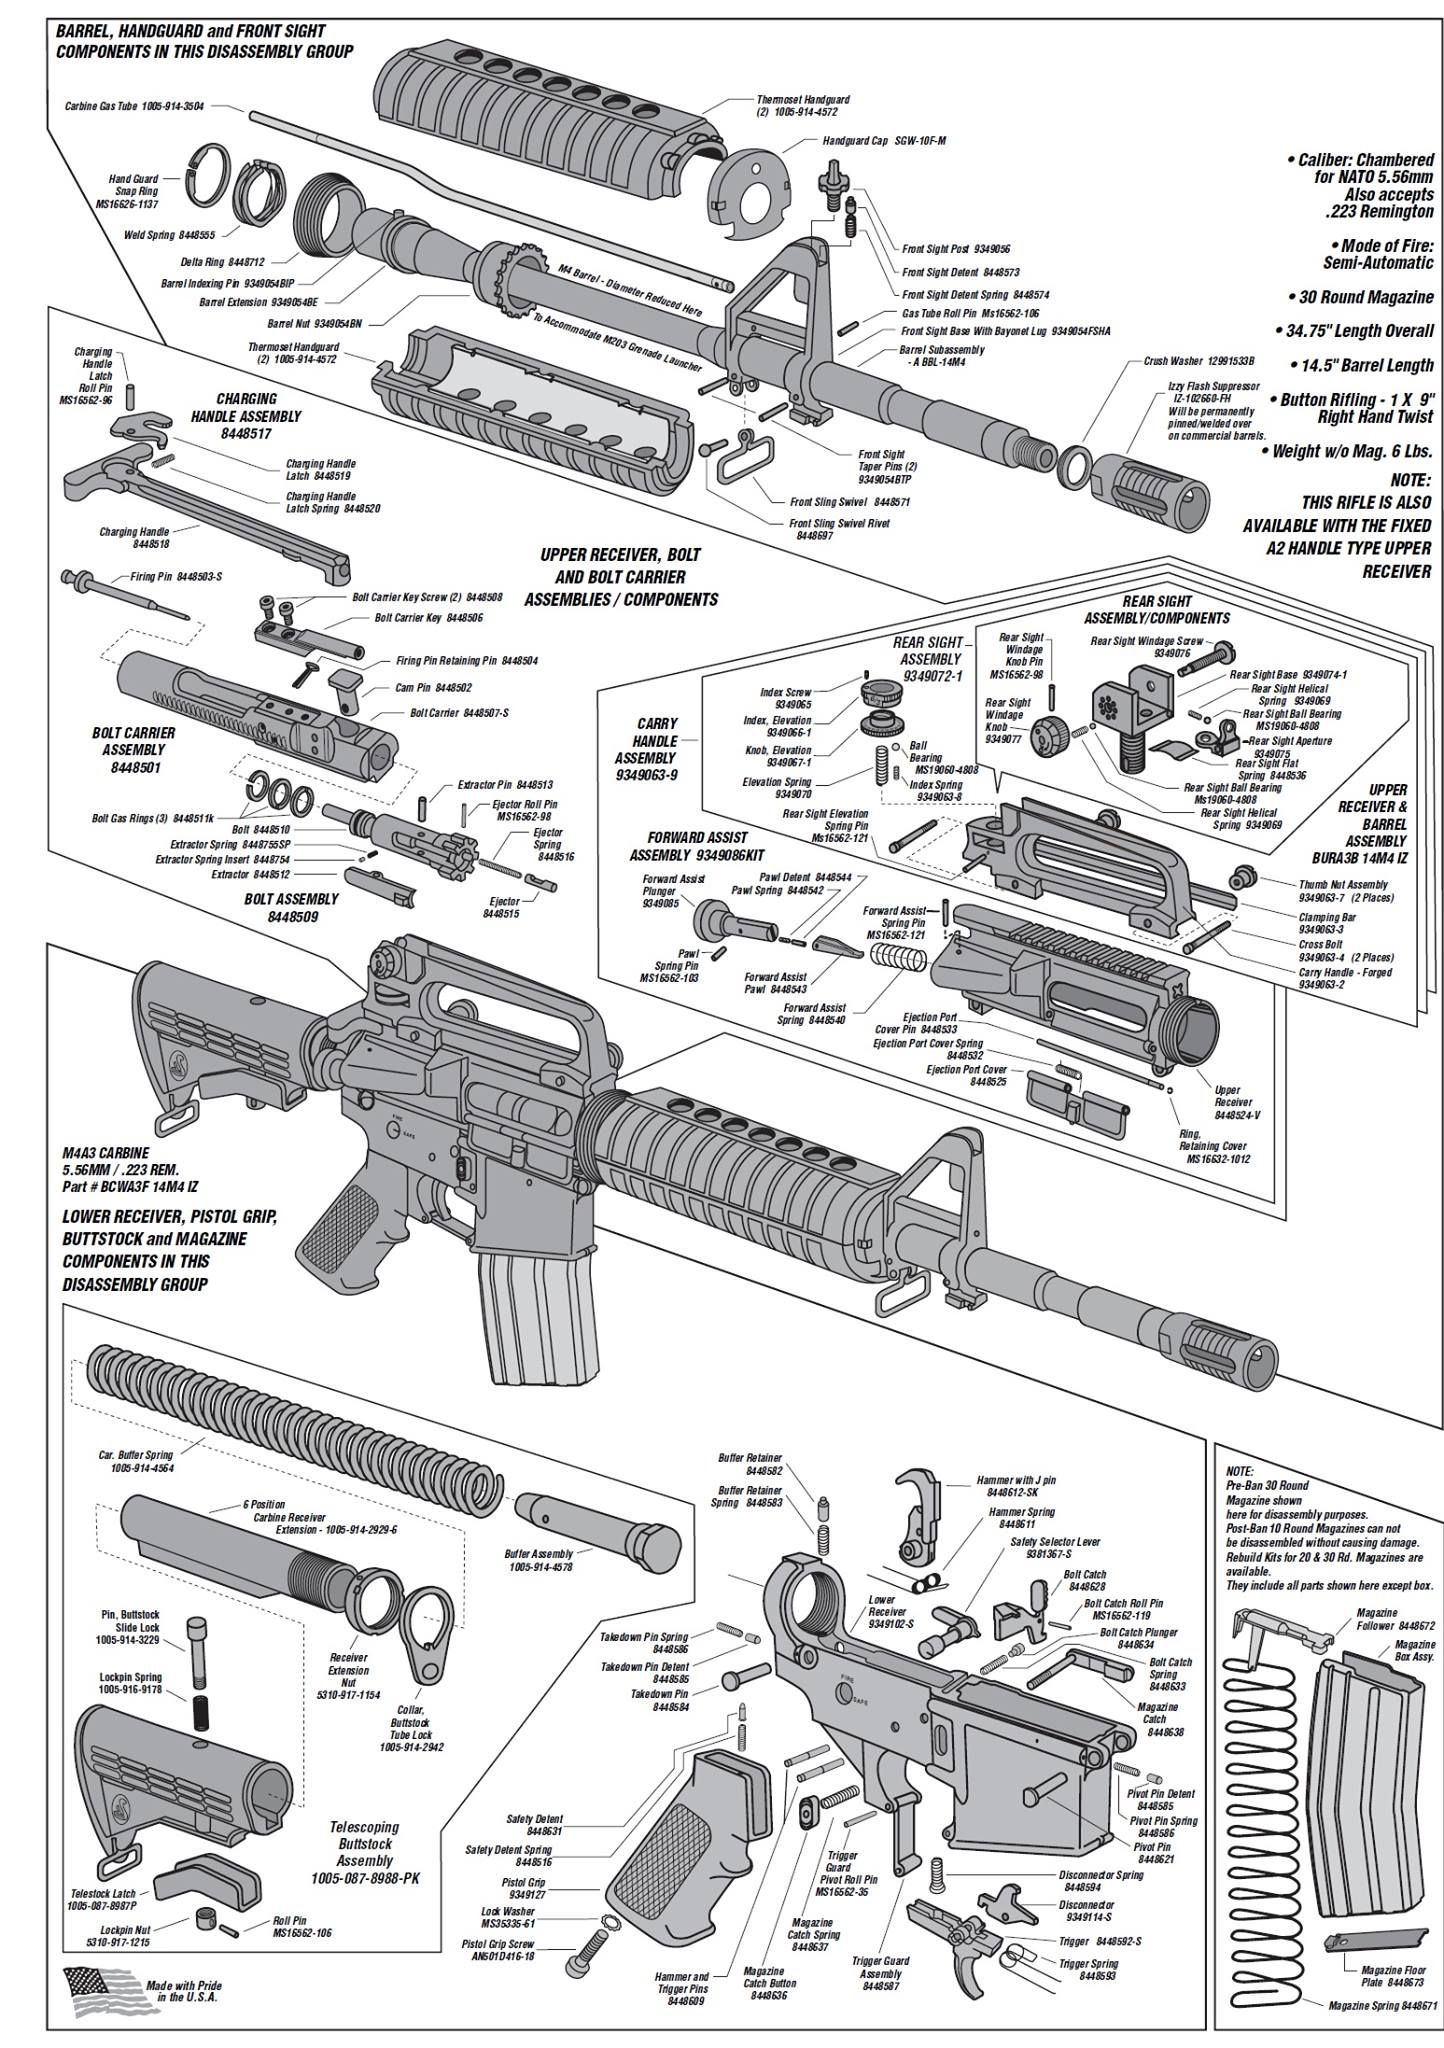 BARREL, HANDGUARD and FRONT SIGHT
COMPONENTS IN THIS DISASSEMBLY GROUP
Carbine Gas Tube 1005-914-3504
Thermoset Handguard
(2) 1005-914-4572
Handguard Cap SGW-10F-M
Hand Guard
Snap Ring
MS16626-1137
Weld Spring 8448555
Delta Ring 8448712
Barrel Indexing Pin 9349054BIP
Barrel Extension 9349054BE
Barrel Nut 9349054BN
Thermoset Handguard
(2) 1005-914-4572
M4 Barrel - Diameter Reduced Here
To Accommodate M203 Grenade Launcher
Front Sight Post 9349056
Front Sight Detent 8448573
Front Sight Detent Spring 8448574
Gas Tube Roll Pin Ms16562-106
Front Sight Base With Bayonet Lug 9349054FSHA
Barrel Subassembly
- A BBL-14M4
Crush Washer 12991533B
Izzy Flash Suppressor
IZ-102660-FH
Will be permanently
pinned/welded over
on commercial barrels.
Front Sight
Taper Pins (2)
9349054BTP
Front Sling Swivel 8448571
Front Sling Swivel Rivet
8448697
• Caliber: Chambered
for NATO 5.56mm
Also accepts
.223 Remington
• Mode of Fire:
Semi-Automatic
• 30 Round Magazine
• 34.75" Length Overall
• 14.5" Barrel Length
• Button Rifling - 1 X 9"
Right Hand Twist
• Weight w/o Mag. 6 Lbs.
NOTE:
THIS RIFLE IS ALSO
AVAILABLE WITH THE FIXED
A2 HANDLE TYPE UPPER
RECEIVER
Charging
Handle
Latch
Roll Pin
MS16562-96
CHARGING
HANDLE ASSEMBLY
8448517
Charging Handle
Latch 8448519
Charging Handle
Latch Spring 8448520
Charging Handle
8448518
UPPER RECEIVER, BOLT
AND BOLT CARRIER
ASSEMBLIES / COMPONENTS
Firing Pin 8448503-S
Bolt Carrier Key Screw (2) 8448508
Bolt Carrier Key 8448506
Firing Pin Retaining Pin 8448504
Cam Pin 8448502
Bolt Carrier 8448507-S
BOLT CARRIER
ASSEMBLY
8448501
Extractor Pin 8448513
Ejector Roll Pin
MS16562-98
Ejector
Spring
8448516
Bolt Gas Rings (3) 8448511k
Bolt 8448510
Extractor Spring 8448755SP
Extractor Spring Insert 8448754
Extractor 8448512
Ejector
8448515
BOLT ASSEMBLY
8448509
REAR SIGHT
ASSEMBLY/COMPONENTS
REAR SIGHT
ASSEMBLY
9349072-1
Rear Sight
Windage
Knob Pin
MS16562-98
Rear Sight Windage Screw
9349076
Rear Sight Base 9349074-1
Rear Sight Helical
Spring 9349069
Rear Sight Ball Bearing
MS19060-4808
Rear Sight Aperture
9349075
Rear Sight Flat
Spring 8448536
Rear Sight Ball Bearing
Ms19060-4808
Rear Sight Helical
Spring 9349069
Rear Sight
Windage
Knob
9349077
Index Screw
9349065
Index, Elevation
9349066-1
Knob, Elevation
9349067-1
Elevation Spring
9349070
Ball
Bearing
MS19060-4808
Index Spring
9349063-8
Rear Sight Elevation
Spring Pin
Ms16562-121
CARRY
HANDLE
ASSEMBLY
9349063-9
UPPER
RECEIVER &
BARREL
ASSEMBLY
BURA3B 14M4 IZ
Thumb Nut Assembly
9349063-7 (2 Places)
Clamping Bar
9349063-3
Cross Bolt
9349063-4 (2 Places)
Carry Handle - Forged
9349063-2
FORWARD ASSIST
ASSEMBLY 9349086KIT
Forward Assist
Plunger
9349085
Pawl Detent 8448544
Pawl Spring 8448542
Forward Assist
Spring Pin
MS16562-121
Pawl
Spring Pin
MS16562-103
Forward Assist
Pawl 8448543
Forward Assist
Spring 8448540
Ejection Port
Cover Pin 8448533
Ejection Port Cover Spring
8448532
Ejection Port Cover
8448525
Upper
Receiver
8448524-V
Ring,
Retaining Cover
MS16632-1012
FIRE
SAFE
M4A3 CARBINE
5.56MM / .223 REM.
Part # BCWA3F 14M4 IZ
LOWER RECEIVER, PISTOL GRIP,
BUTTSTOCK and MAGAZINE
COMPONENTS IN THIS
DISASSEMBLY GROUP
Car. Buffer Spring
1005-914-4564
6 Position
Carbine Receiver
Extension - 1005-914-2929-6
Buffer Assembly
1005-914-4578
Pin, Buttstock
Slide Lock
1005-914-3229
Lockpin Spring
1005-916-9178
Receiver
Extension
Nut
5310-917-1154
Collar,
Buttstock
Tube Lock
1005-914-2942
Telescoping
Buttstock
Assembly
1005-087-8988-PK
Telestock Latch
1005-087-8987P
Lockpin Nut
5310-917-1215
Roll Pin
MS16562-106
Made with Pride
in the U.S.A.
Buffer Retainer
8448582
Buffer Retainer
Spring 8448583
Hammer with J pin
8448612-SK
Hammer Spring
8448611
Safety Selector Lever
9381367-S
Bolt Catch
8448628
Bolt Catch Roll Pin
MS16562-119
Bolt Catch Plunger
8448634
Bolt Catch
Spring
8448633
Magazine
Catch
8448638
Lower
Receiver
9349102-S
Takedown Pin Spring
8448586
Takedown Pin Detent
8448585
Takedown Pin
8448584
FIRE
SAFE
Pivot Pin Detent
8448585
Pivot Pin Spring
8448586
Pivot Pin
8448621
Safety Detent
8448631
Safety Detent Spring
8448516
Pistol Grip
9349127
Lock Washer
MS35335-61
Pistol Grip Screw
AN501D416-18
Hammer and
Trigger Pins
8448609
Magazine
Catch Button
8448636
Magazine
Catch Spring
8448637
Trigger
Guard
Pivot Roll Pin
MS16562-35
Trigger Guard
Assembly
8448587
Disconnector Spring
8448594
Disconnector
9349114-S
Trigger 8448592-S
Trigger Spring
8448593
NOTE:
Pre-Ban 30 Round
Magazine shown
here for disassembly purposes.
Post-Ban 10 Round Magazines can not
be disassembled without causing damage.
Rebuild Kits for 20 & 30 Rd. Magazines are
available.
They include all parts shown here except box.
Magazine
Follower 8448672
Magazine
Box Assy.
Magazine Floor
Plate 8448673
Magazine Spring 8448671